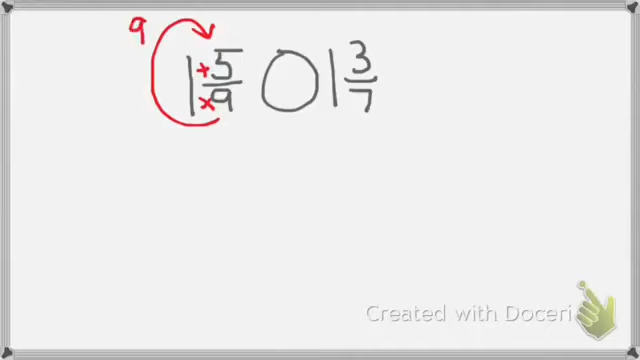 9
1 + 5/× 9 ○ 1 3/7
Created with Doceri